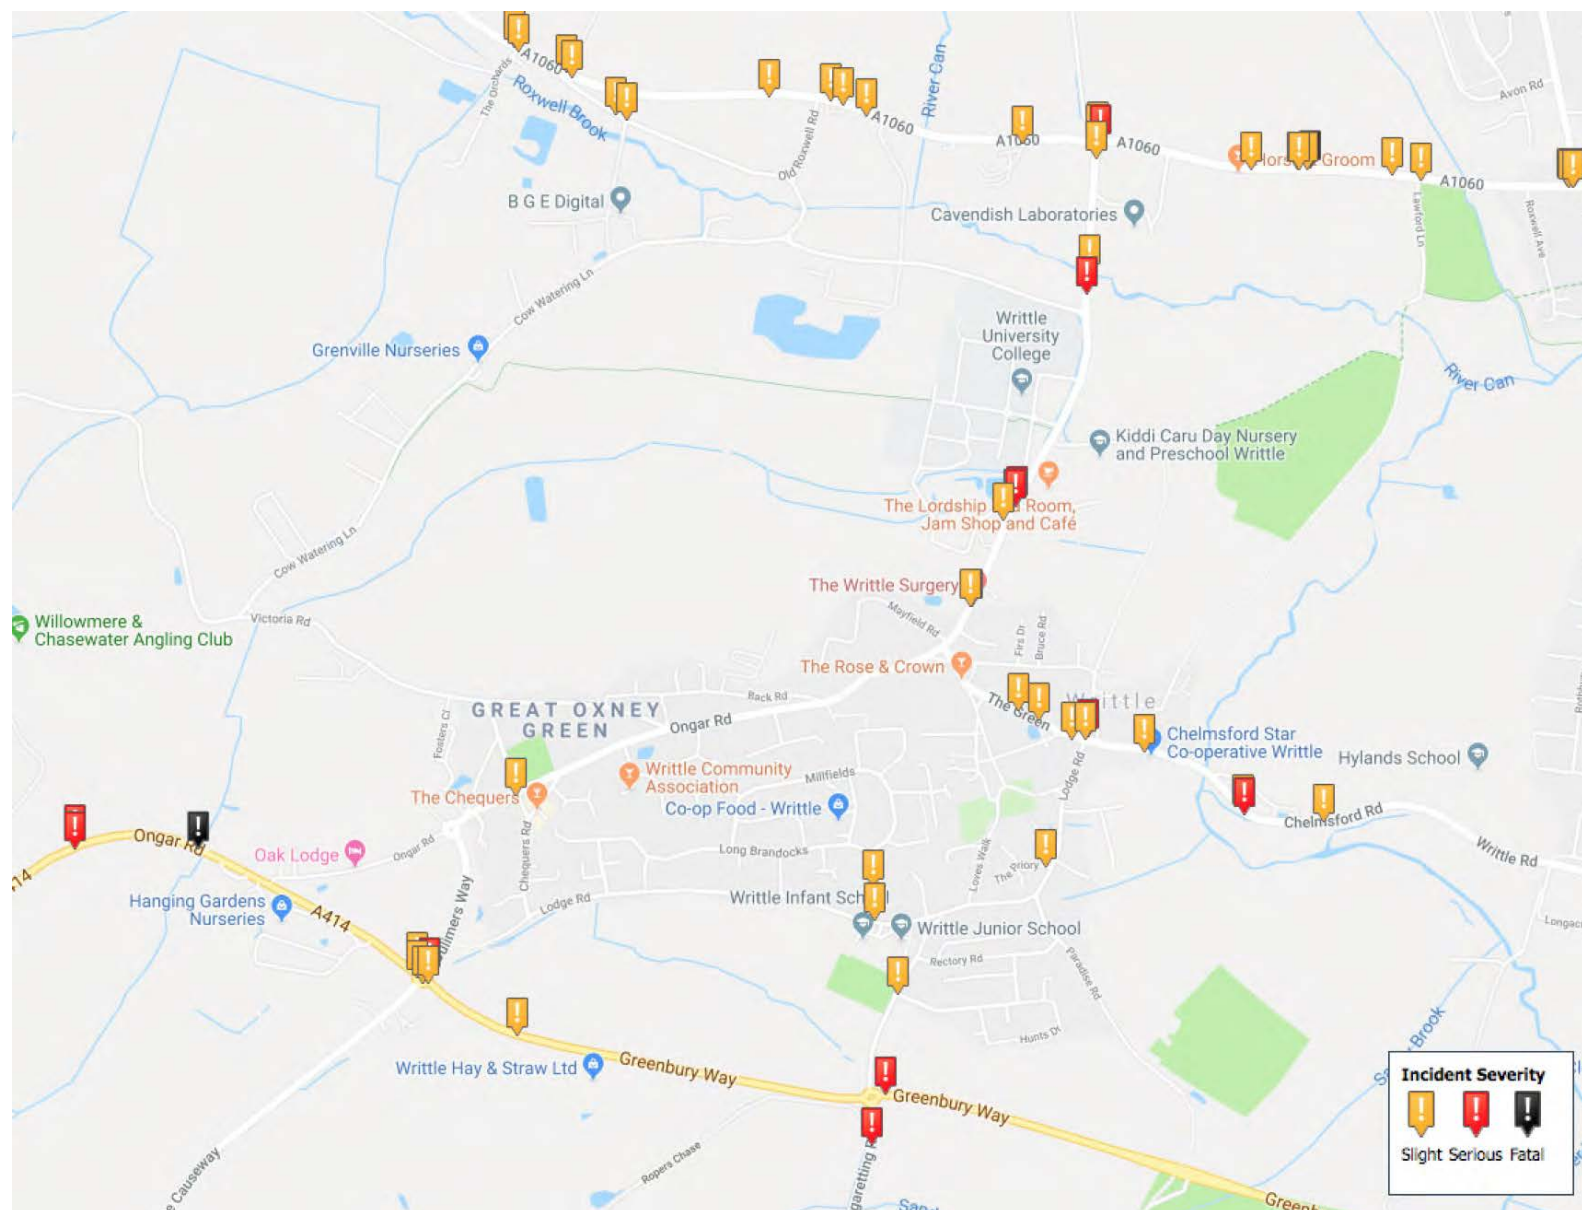 A1060
The Orchards
Roxwell Brook
River Can
Avon Rd
A1060
A1060
A1060
Old Roxwell Rd
Groom
A1060
B G E Digital
Cavendish Laboratories
Lawford Ln
Roxwell Ave
Cow Watering Ln
Writtle
University
College
Grenville Nurseries
River Can
Kiddi Caru Day Nursery
and Preschool Writtle
The Lordship
Room,
Jam Shop and Café
Cow Watering Ln
The Writtle Surgery
Mayfield Rd
Willowmere &
Chasewater Angling Club
Victoria Rd
Firs Dr
Bruce Rd
The Rose & Crown
Back Rd
The Green
GREAT OXNEY
GREEN
Ongar Rd
Fosters Cl
Chelmsford Star
Co-operative Writtle
Hylands School
Writtle Community
Association
Millfields
Lodge Rd
The Chequers
Co-op Food - Writtle
Chelmsford Rd
Ongar Rd
Ongar Rd
Oak Lodge
Chequers Rd
Long Brandocks
Loves Walk
The Priory
Writtle Rd
Hanging Gardens
Nurseries
A414
Lodge Rd
Writtle Infant
Writtle Junior School
Rectory Rd
Paradise Rd
Hunts Dr
Writtle Hay & Straw Ltd
Greenbury Way
Greenbury Way
Brook
Ropers Chase
Causeway
Incident Severity
Slight Serious Fatal